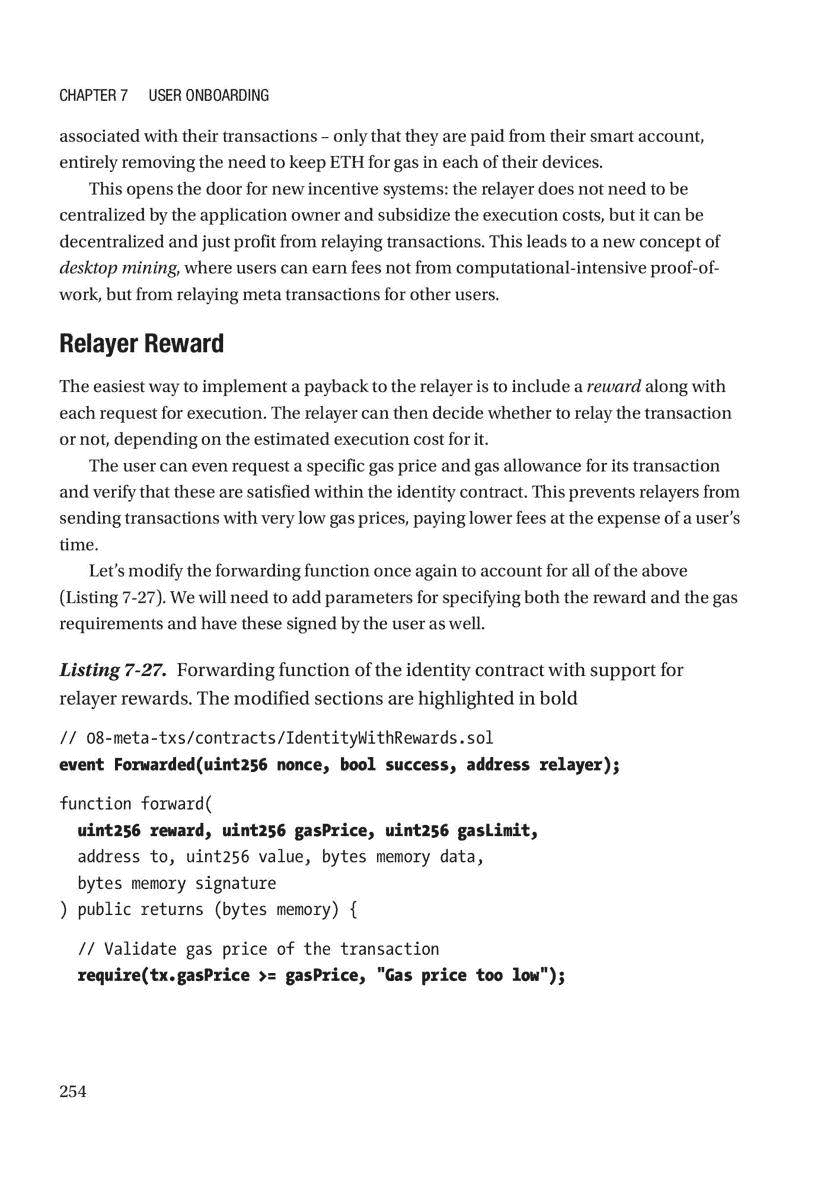 CHAPTER 7 USER ONBOARDING
associated with their transactions – only that they are paid from their smart account,
entirely removing the need to keep ETH for gas in each of their devices.
This opens the door for new incentive systems: the relayer does not need to be
centralized by the application owner and subsidize the execution costs, but it can be
decentralized and just profit from relaying transactions. This leads to a new concept of
desktop mining, where users can earn fees not from computational-intensive proof-of-
work, but from relaying meta transactions for other users.
Relayer Reward
The easiest way to implement a payback to the relayer is to include a reward along with
each request for execution. The relayer can then decide whether to relay the transaction
or not, depending on the estimated execution cost for it.
The user can even request a specific gas price and gas allowance for its transaction
and verify that these are satisfied within the identity contract. This prevents relayers from
sending transactions with very low gas prices, paying lower fees at the expense of a user’s
time.
Let’s modify the forwarding function once again to account for all of the above
(Listing 7-27). We will need to add parameters for specifying both the reward and the gas
requirements and have these signed by the user as well.
Listing 7-27. Forwarding function of the identity contract with support for
relayer rewards. The modified sections are highlighted in bold
// 08-meta-txs/contracts/IdentityWithRewards.sol
event Forwarded(uint256 nonce, bool success, address relayer);
function forward(
uint256 reward, uint256 gasPrice, uint256 gasLimit,
address to, uint256 value, bytes memory data,
bytes memory signature
) public returns (bytes memory) {
// Validate gas price of the transaction
require(tx.gasPrice >= gasPrice, "Gas price too low");
254